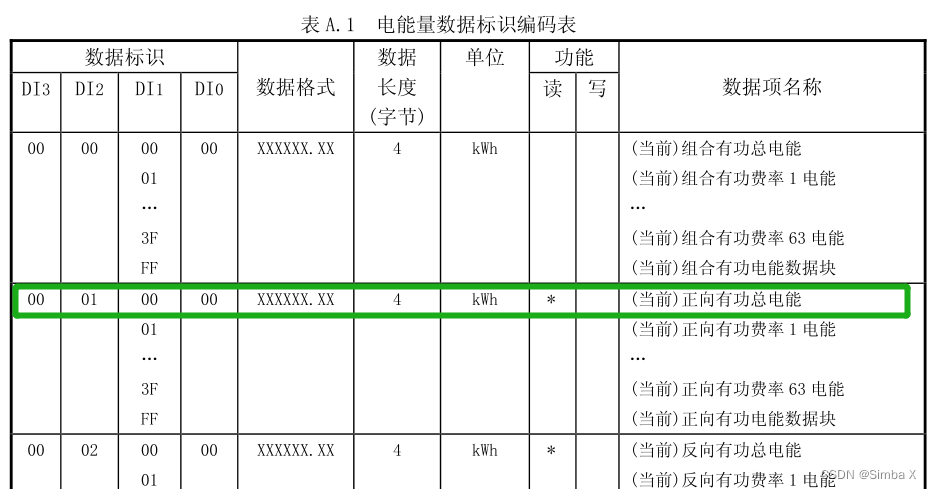 表 A.1 电能量数据标识编码表
数据标识 数据格式 数据长度(字节) 单位 功能 数据项名称
DI3 DI2 DI1 DI0 读 写
00 00 00 00 XXXXXX.XX 4 kWh (当前)组合有功总电能
01 (当前)组合有功费率 1 电能
… …
3F (当前)组合有功费率 63 电能
FF (当前)组合有功电能数据块
00 01 00 00 XXXXXX.XX 4 kWh * (当前)正向有功总电能
01 (当前)正向有功费率 1 电能
… …
3F (当前)正向有功费率 63 电能
FF (当前)正向有功电能数据块
00 02 00 00 XXXXXX.XX 4 kWh * (当前)反向有功总电能
01 (当前)反向有功费率 1 电能
CSDN @Simba X